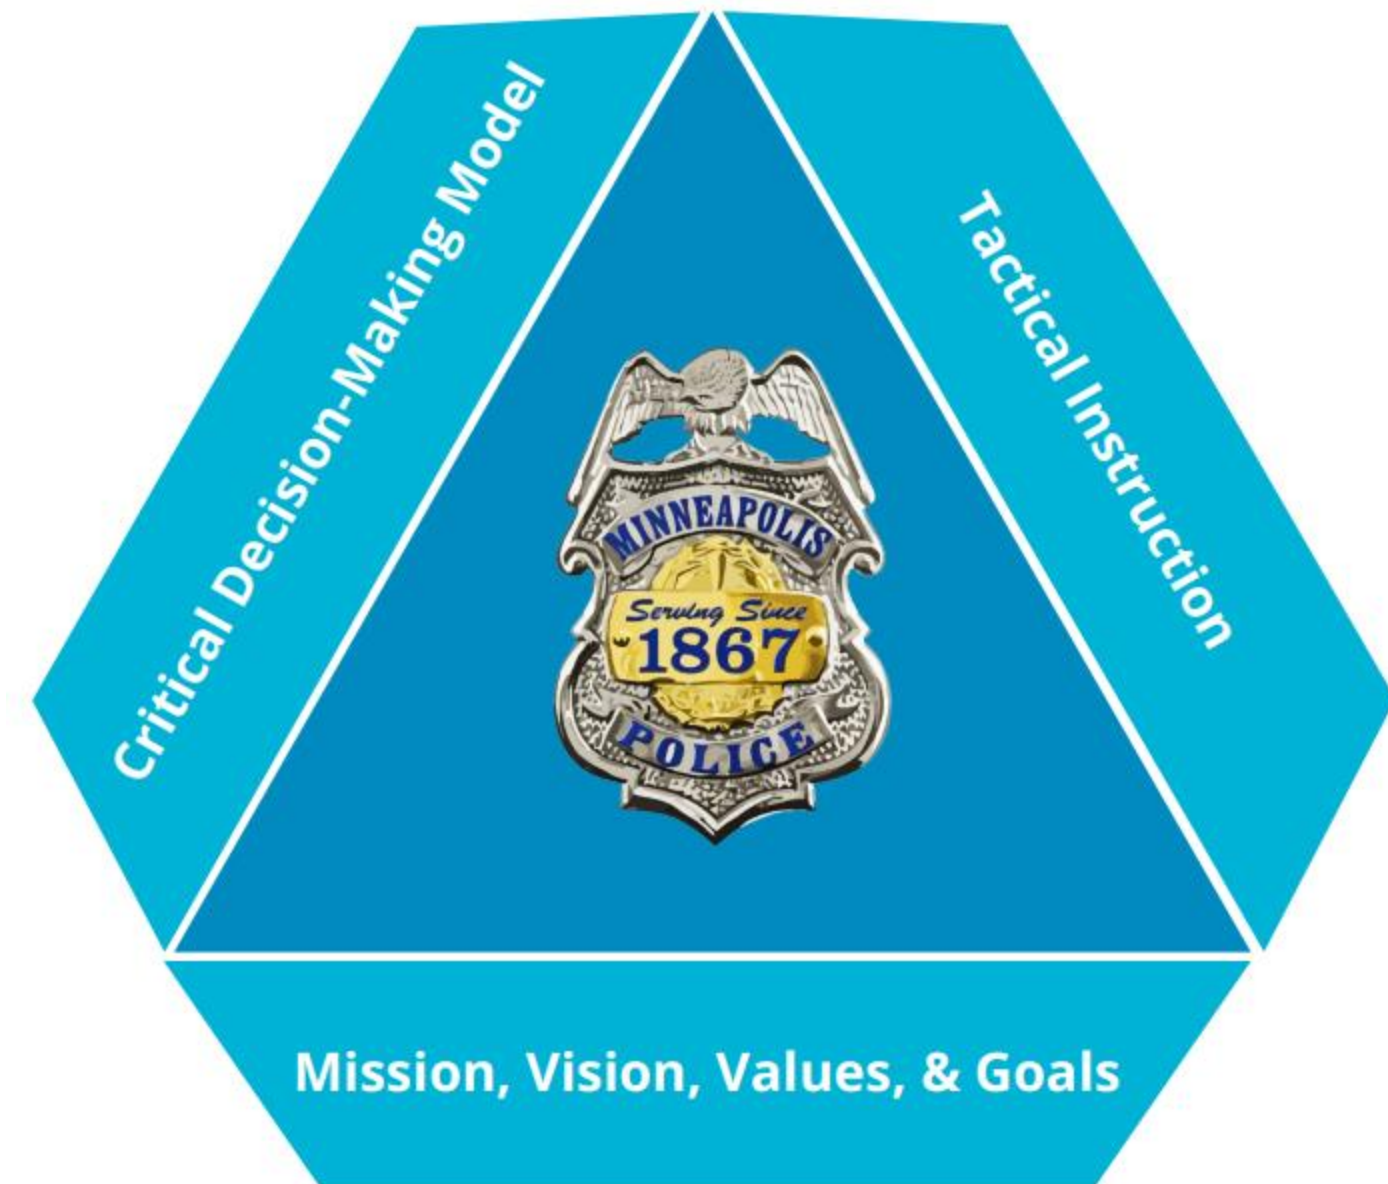 Critical Decision-Making Model
Tactical Instruction
MINNEAPOLIS
Serving Since
1867
POLICE
Mission, Vision, Values, & Goals